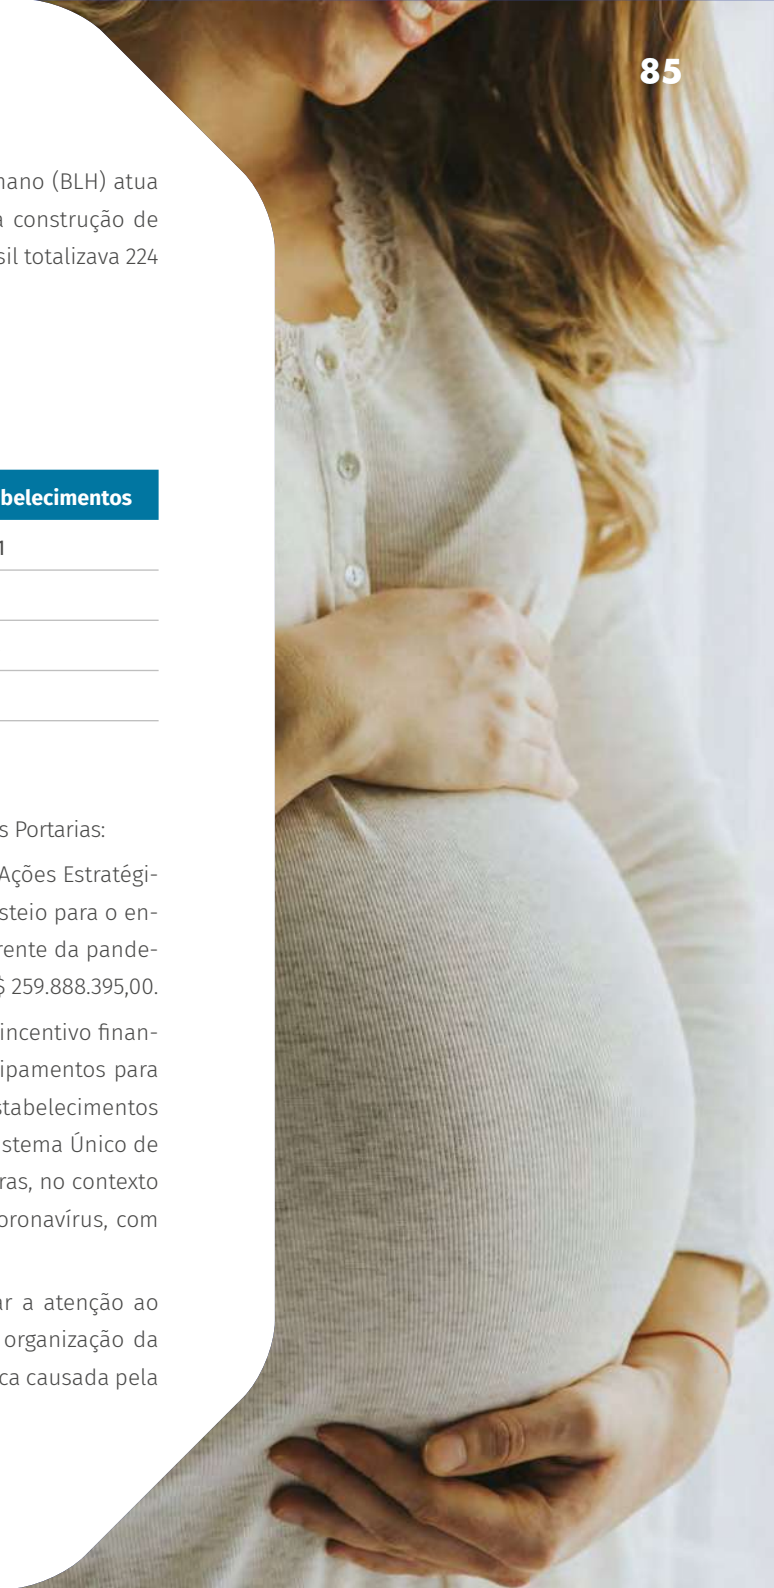 85
mano (BLH) atua
a construção de
sil totalizava 224
belecimentos
1
s Portarias:
Ações Estratégi-
steio para o en-
rente da pande-
$ 259.888.395,00.
incentivo finan-
ipamentos para
stabelecimentos
istema Único de
ras, no contexto
oronavírus, com
ar a atenção ao
organização da
ca causada pela